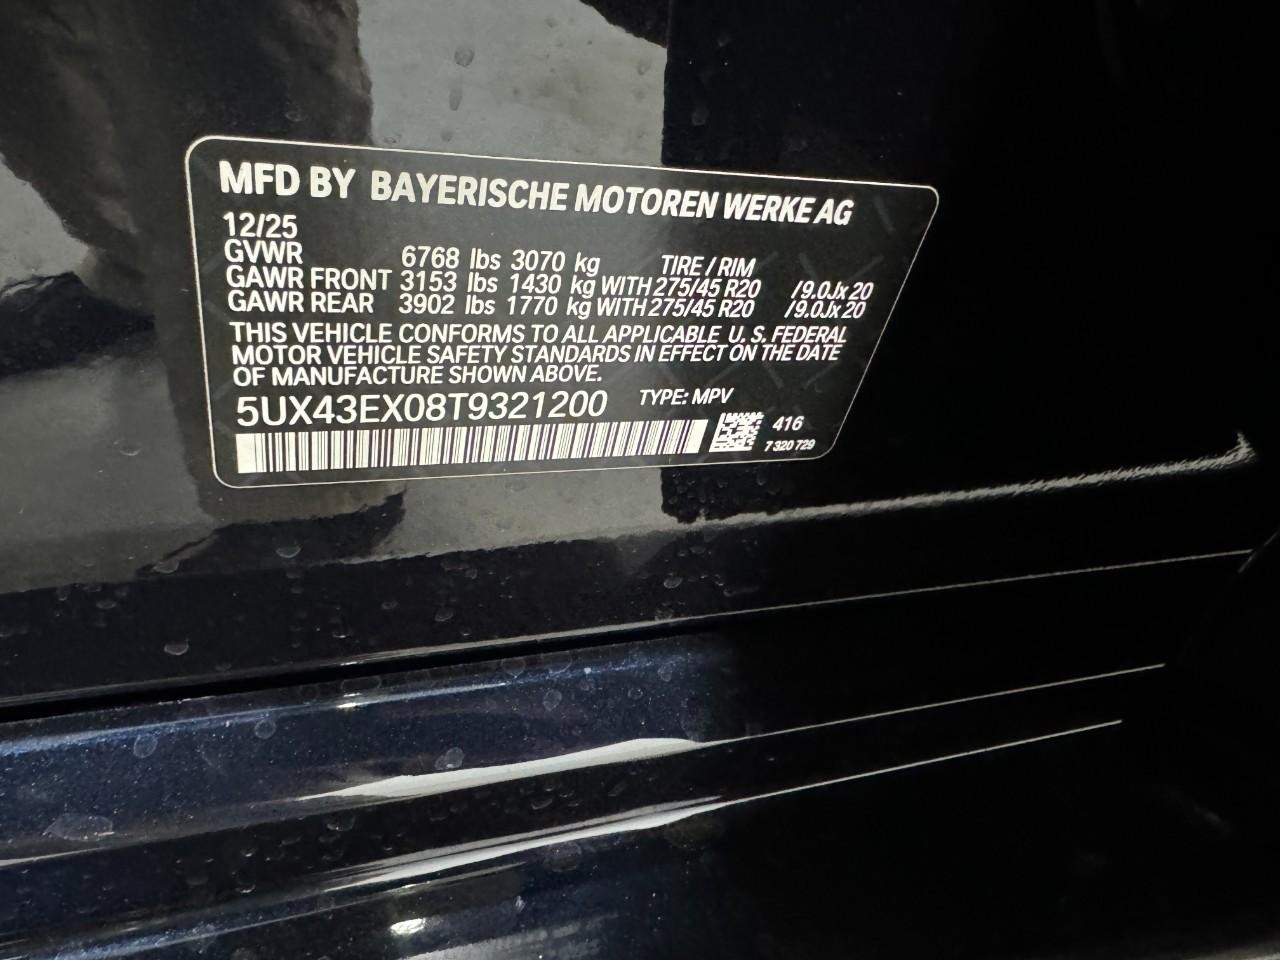 MFD BY BAYERISCHE MOTOREN WERKE AG
12/25
GVWR 6768 lbs 3070 kg TIRE / RIM
GAWR FRONT 3153 lbs 1430 kg WITH 275/45 R20 /9.0Jx20
GAWR REAR 3902 lbs 1770 kg WITH 275/45 R20 /9.0Jx20
THIS VEHICLE CONFORMS TO ALL APPLICABLE U. S. FEDERAL
MOTOR VEHICLE SAFETY STANDARDS IN EFFECT ON THE DATE
OF MANUFACTURE SHOWN ABOVE.
5UX43EX08T9321200 TYPE: MPV
416
7 320 729